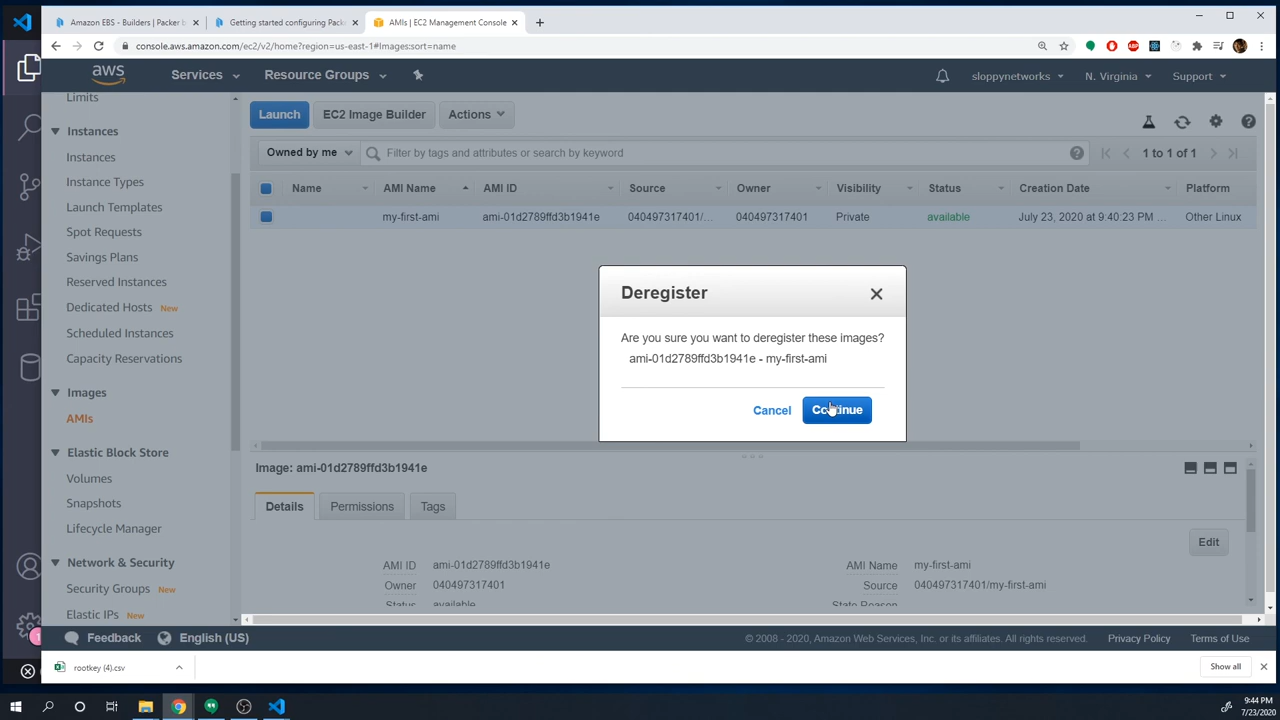 Amazon EBS - Builders | Packer b
Getting started configuring Pack
AMIs | EC2 Management Console
console.aws.amazon.com/ec2/v2/home?region=us-east-1#Images:sort=name
ABP
aws
Services
Resource Groups
sloppynetworks
N. Virginia
Support
Limits
Instances
Instances
Instance Types
Launch Templates
Spot Requests
Savings Plans
Reserved Instances
Dedicated Hosts New
Scheduled Instances
Capacity Reservations
Images
AMIs
Elastic Block Store
Volumes
Snapshots
Lifecycle Manager
Network & Security
Security Groups New
Elastic IPs New
Launch
EC2 Image Builder
Actions
Owned by me
Filter by tags and attributes or search by keyword
1 to 1 of 1
Name AMI Name AMI ID Source Owner Visibility Status Creation Date Platform
my-first-ami ami-01d2789ffd3b1941e 040497317401/... 040497317401 Private available July 23, 2020 at 9:40:23 PM ... Other Linux
Deregister
Are you sure you want to deregister these images?
ami-01d2789ffd3b1941e - my-first-ami
Cancel
Continue
Image: ami-01d2789ffd3b1941e
Details
Permissions
Tags
Edit
AMI ID ami-01d2789ffd3b1941e
AMI Name my-first-ami
Owner 040497317401
Source 040497317401/my-first-ami
Status available
State Reason
Feedback
English (US)
© 2008 - 2020, Amazon Web Services, Inc. or its affiliates. All rights reserved.
Privacy Policy
Terms of Use
rootkey (4).csv
Show all
1
9:44 PM
7/23/2020